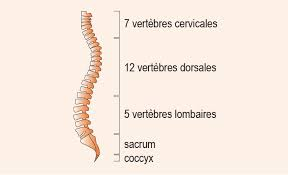 7 vertèbres cervicales
12 vertèbres dorsales
5 vertèbres lombaires
sacrum
coccyx